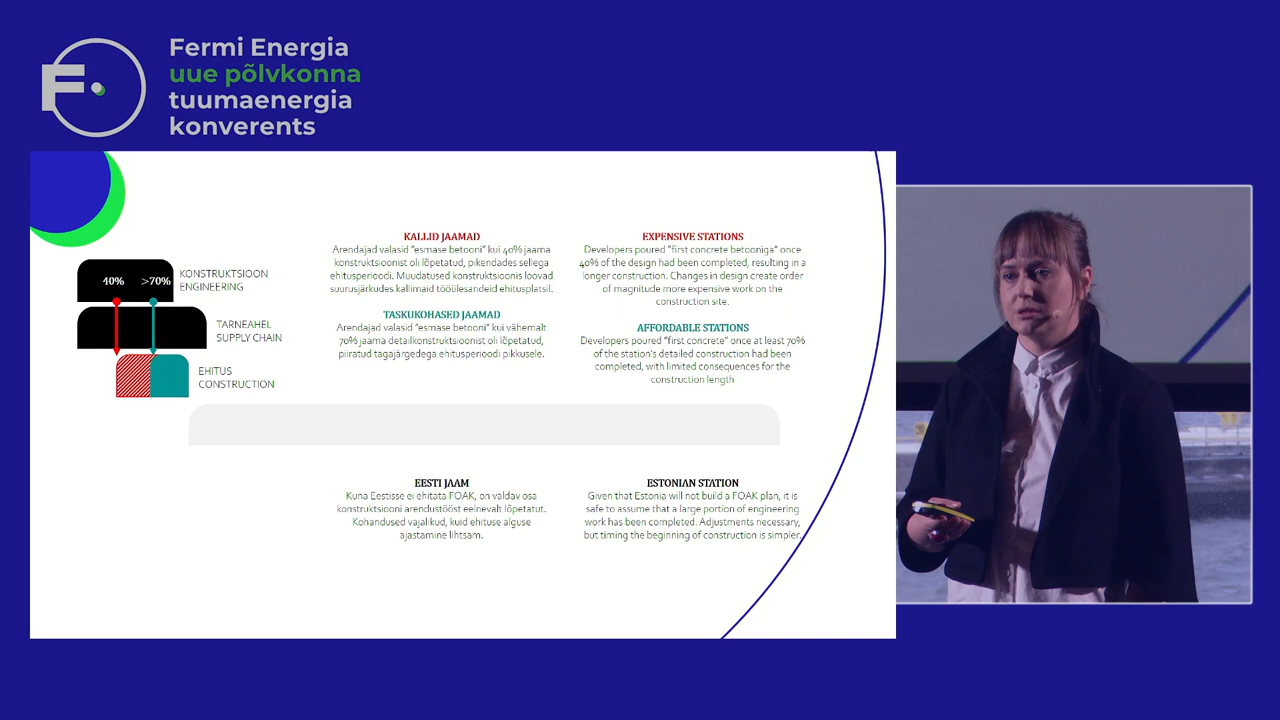 Fermi Energia
uue põlvkonna
tuumaenergia
konverents
40%
>70%
KONSTRUKTSIOON
ENGINEERING
TARNEAHEL
SUPPLY CHAIN
EHITUS
CONSTRUCTION
KALLID JAAMAD
Arendajad valasid "esmase betooni" kui 40% jaama
konstruktsioonist oli lõpetatud, pikendades sellega
ehitusperioodi. Muudatused konstruktsioonis loovad
suurusjärkudes kallimaid tööülesandeid ehitusplatsil.
TASKUKOHASED JAAMAD
Arendajad valasid "esmase betooni" kui vähemalt
70% jaama detailkonstruktsioonist oli lõpetatud,
piiratud tagajärgedega ehitusperioodi pikkusele.
EXPENSIVE STATIONS
Developers poured "first concrete betooniga" once
40% of the design had been completed, resulting in a
longer construction. Changes in design create order
of magnitude more expensive work on the
construction site.
AFFORDABLE STATIONS
Developers poured "first concrete" once at least 70%
of the station's detailed construction had been
completed, with limited consequences for the
construction length
EESTI JAAM
Kuna Eestisse ei ehitata FOAK, on valdav osa
konstruktsiooni arendustööst eelnevalt lõpetatut.
Kohandused vajalikud, kuid ehituse alguse
ajastamine lihtsam.
ESTONIAN STATION
Given that Estonia will not build a FOAK plan, it is
safe to assume that a large portion of engineering
work has been completed. Adjustments necessary,
but timing the beginning of construction is simpler.